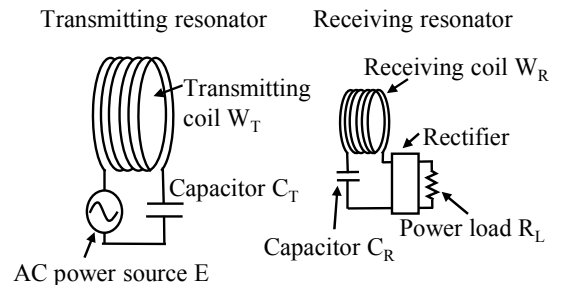 Transmitting resonator
Receiving resonator
Receiving coil W_R
Transmitting
coil W_T
Rectifier
Capacitor C_T
Power load R_L
Capacitor C_R
AC power source E